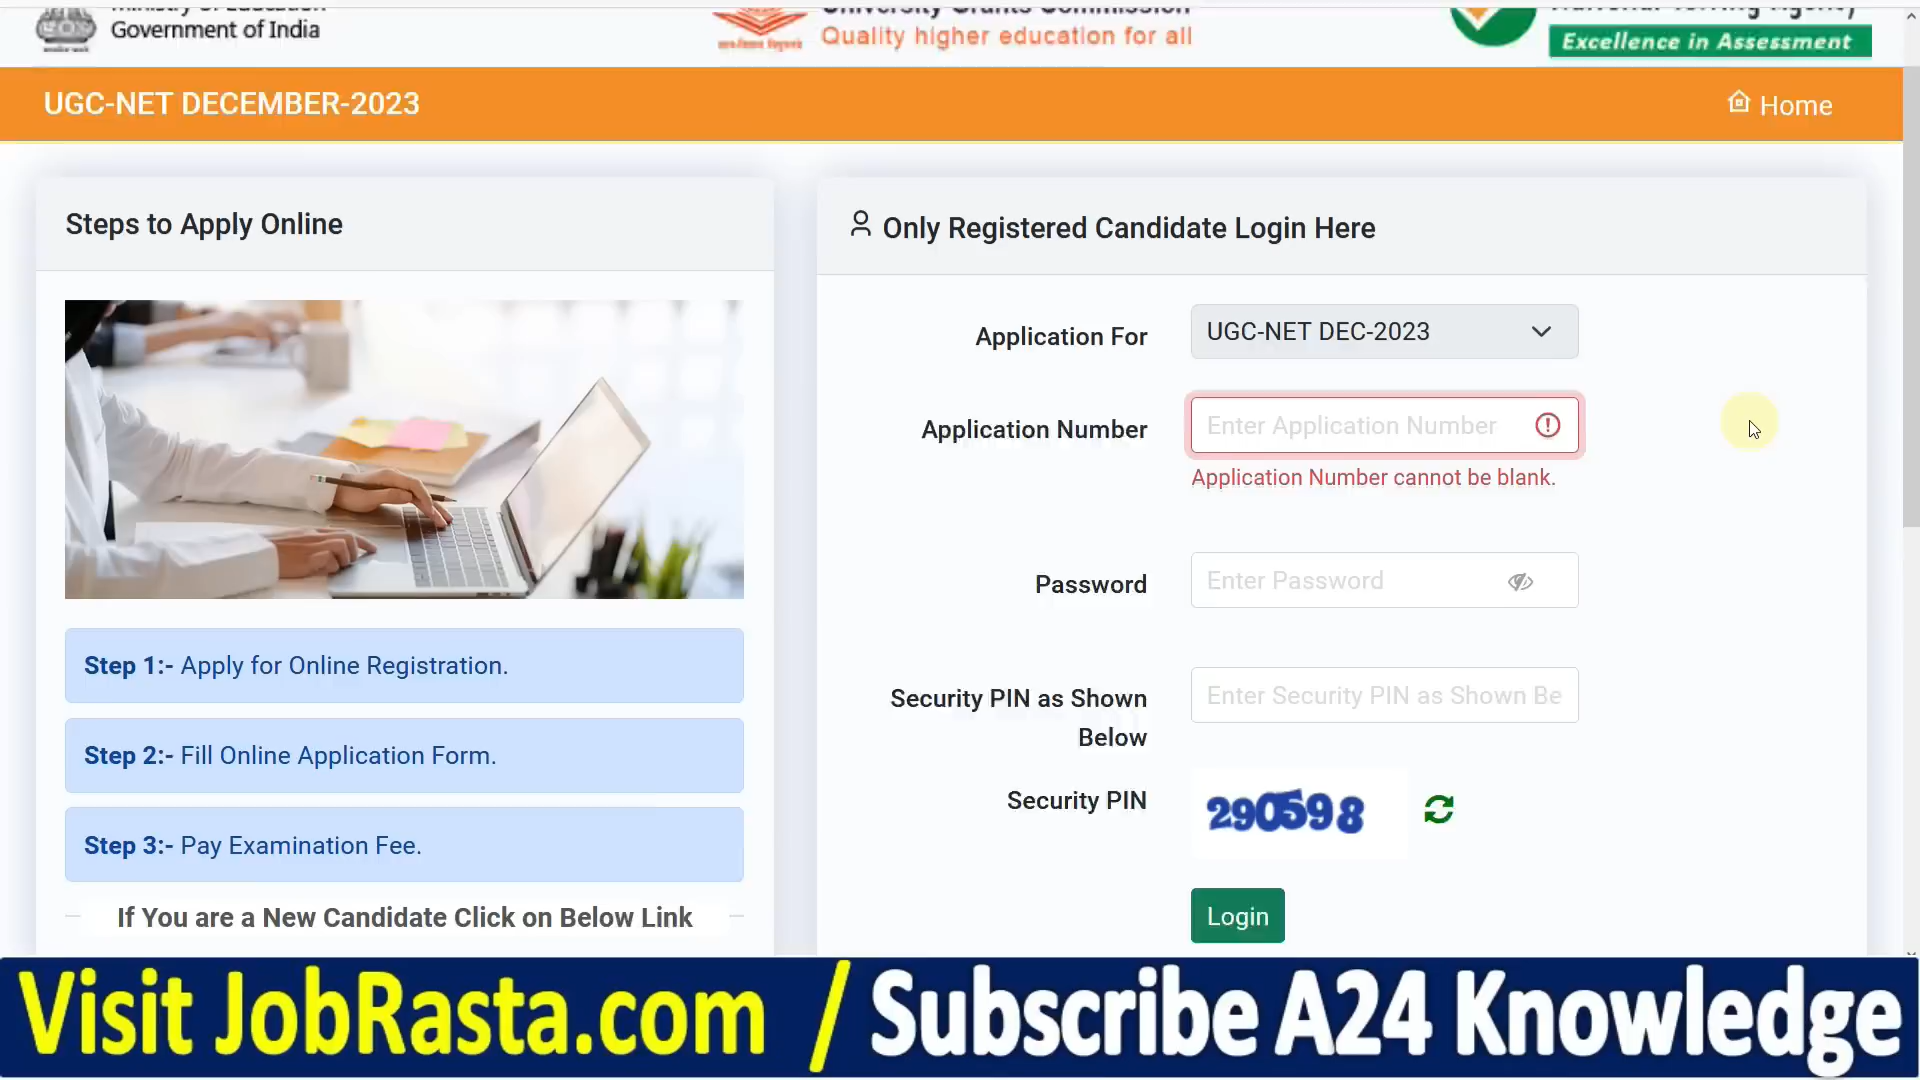 Government of India
University Grants Commission
Quality higher education for all
Excellence in Assessment
UGC-NET DECEMBER-2023
Home
Steps to Apply Online
Step 1:- Apply for Online Registration.
Step 2:- Fill Online Application Form.
Step 3:- Pay Examination Fee.
If You are a New Candidate Click on Below Link
Only Registered Candidate Login Here
Application For
UGC-NET DEC-2023
Application Number
Enter Application Number
Application Number cannot be blank.
Password
Enter Password
Security PIN as Shown
Below
Enter Security PIN as Shown Be
Security PIN
290598
Login
Visit JobRasta.com / Subscribe A24 Knowledge